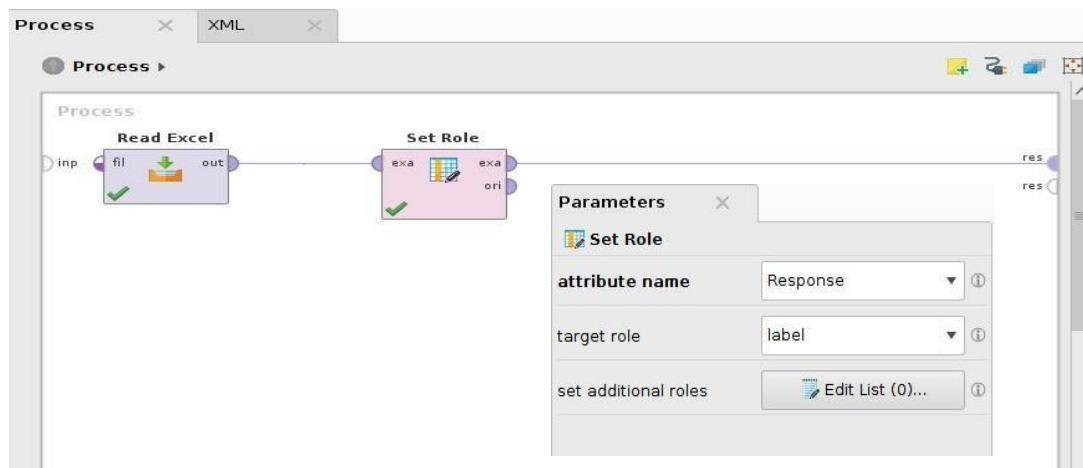 Process XML
Process
Process
Read Excel Set Role
inp fil out exa exa res
ori res
Parameters
Set Role
attribute name Response
target role label
set additional roles Edit List (0)...